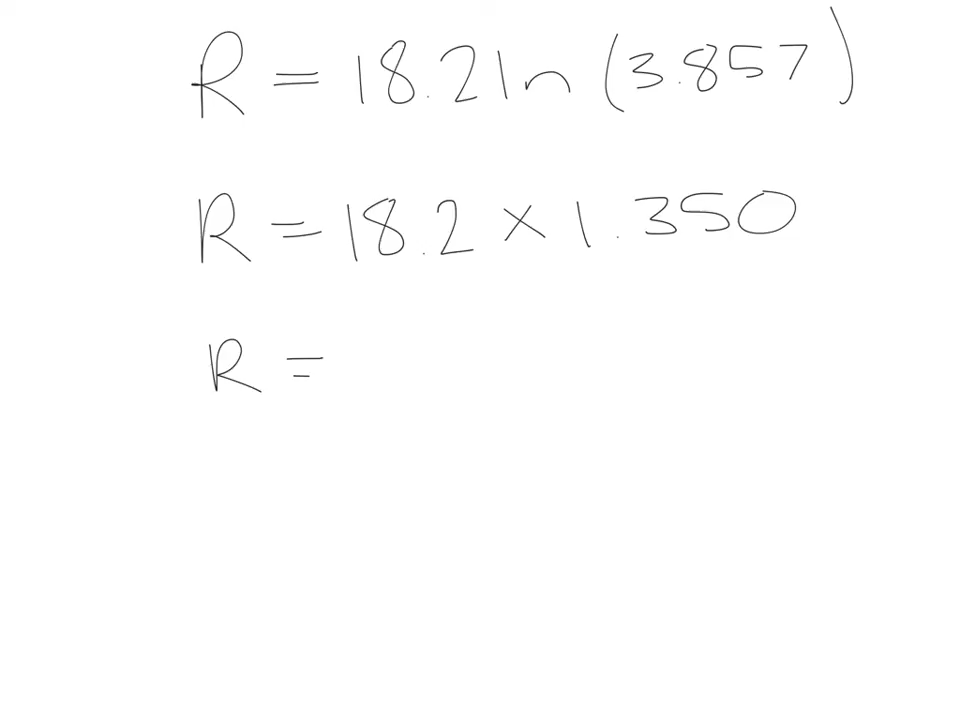 R = 18.2 ln (3.857)
R = 18.2 × 1.350
R =